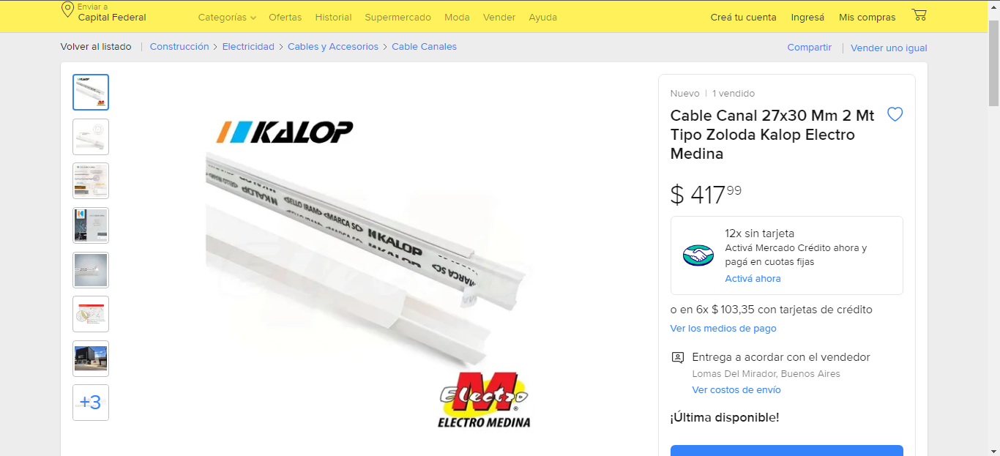 Enviar a
Capital Federal
Categorías
Ofertas
Historial
Supermercado
Moda
Vender
Ayuda
Creá tu cuenta
Ingresá
Mis compras
Volver al listado
Construcción
Electricidad
Cables y Accesorios
Cable Canales
Compartir
Vender uno igual
+3
KALOP
KALOP
<SELLO IRAM>
<MARCA SC>
KALOP
KALOP
MARCA SC>
M
Electro
®
ELECTRO MEDINA
Nuevo | 1 vendido
Cable Canal 27x30 Mm 2 Mt
Tipo Zoloda Kalop Electro
Medina
$ 417 99
12x sin tarjeta
Activá Mercado Crédito ahora y
pagá en cuotas fijas
Activá ahora
o en 6x $ 103,35 con tarjetas de crédito
Ver los medios de pago
Entrega a acordar con el vendedor
Lomas Del Mirador, Buenos Aires
Ver costos de envío
¡Última disponible!